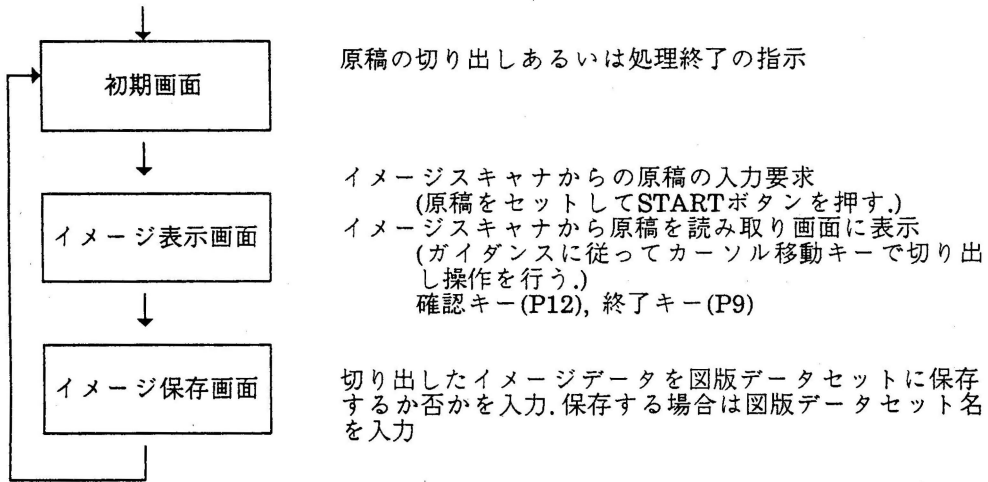 初期画面
原稿の切り出しあるいは処理終了の指示
イメージ表示画面
イメージスキャナからの原稿の入力要求
(原稿をセットしてSTARTボタンを押す.)
イメージスキャナから原稿を読み取り画面に表示
(ガイダンスに従ってカーソル移動キーで切り出
し操作を行う.)
確認キー(P12), 終了キー(P9)
イメージ保存画面
切り出したイメージデータを図版データセットに保存
するか否かを入力.保存する場合は図版データセット名
を入力